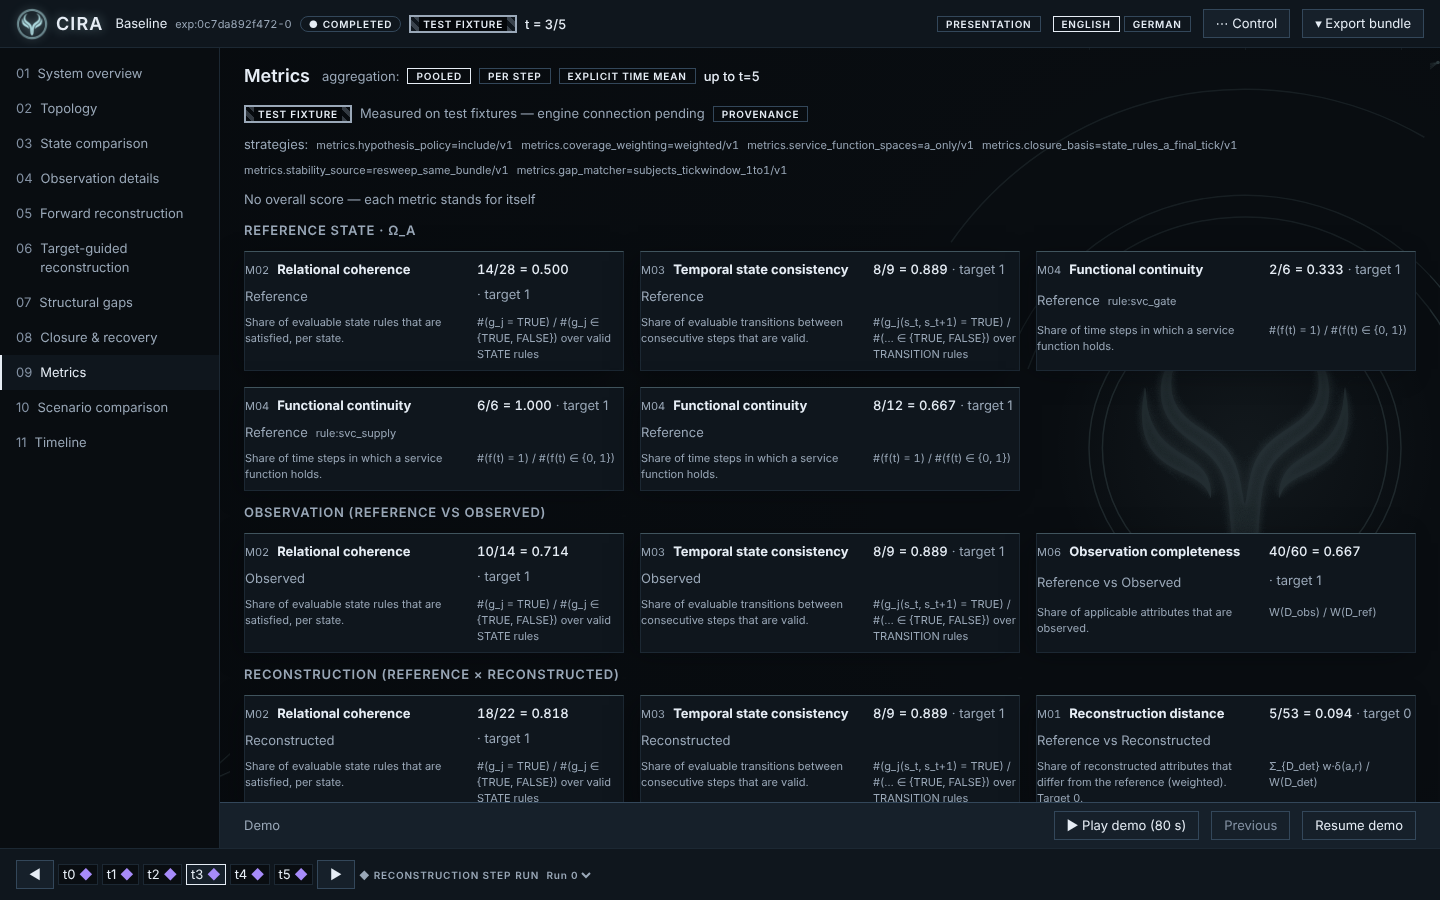 CIRA Baseline exp:0c7da892f472-0 ● COMPLETED TEST FIXTURE t = 3/5 PRESENTATION ENGLISH GERMAN ··· Control ▾ Export bundle
01 System overview
02 Topology
03 State comparison
04 Observation details
05 Forward reconstruction
06 Target-guided
reconstruction
07 Structural gaps
08 Closure & recovery
09 Metrics
10 Scenario comparison
11 Timeline
Metrics aggregation: POOLED PER STEP EXPLICIT TIME MEAN up to t=5
TEST FIXTURE Measured on test fixtures — engine connection pending PROVENANCE
strategies: metrics.hypothesis_policy=include/v1 metrics.coverage_weighting=weighted/v1 metrics.service_function_spaces=a_only/v1 metrics.closure_basis=state_rules_a_final_tick/v1
metrics.stability_source=resweep_same_bundle/v1 metrics.gap_matcher=subjects_tickwindow_1to1/v1
No overall score — each metric stands for itself
REFERENCE STATE · Ω_A
M02 Relational coherence 14/28 = 0.500
· target 1
Reference
Share of evaluable state rules that are
satisfied, per state.
#(g_j = TRUE) / #(g_j ∈
{TRUE, FALSE}) over valid
STATE rules
M03 Temporal state consistency 8/9 = 0.889 · target 1
Reference
Share of evaluable transitions between
consecutive steps that are valid.
#(g_j(s_t, s_t+1) = TRUE) /
#(... ∈ {TRUE, FALSE}) over
TRANSITION rules
M04 Functional continuity 2/6 = 0.333 · target 1
Reference rule:svc_gate
Share of time steps in which a service
function holds.
#(f(t) = 1) / #(f(t) ∈ {0, 1})
M04 Functional continuity 6/6 = 1.000 · target 1
Reference rule:svc_supply
Share of time steps in which a service
function holds.
#(f(t) = 1) / #(f(t) ∈ {0, 1})
M04 Functional continuity 8/12 = 0.667 · target 1
Reference
Share of time steps in which a service
function holds.
#(f(t) = 1) / #(f(t) ∈ {0, 1})
OBSERVATION (REFERENCE VS OBSERVED)
M02 Relational coherence 10/14 = 0.714
· target 1
Observed
Share of evaluable state rules that are
satisfied, per state.
#(g_j = TRUE) / #(g_j ∈
{TRUE, FALSE}) over valid
STATE rules
M03 Temporal state consistency 8/9 = 0.889 · target 1
Observed
Share of evaluable transitions between
consecutive steps that are valid.
#(g_j(s_t, s_t+1) = TRUE) /
#(... ∈ {TRUE, FALSE}) over
TRANSITION rules
M06 Observation completeness 40/60 = 0.667
· target 1
Reference vs Observed
Share of applicable attributes that are
observed.
W(D_obs) / W(D_ref)
RECONSTRUCTION (REFERENCE × RECONSTRUCTED)
M02 Relational coherence 18/22 = 0.818
· target 1
Reconstructed
Share of evaluable state rules that are
satisfied, per state.
#(g_j = TRUE) / #(g_j ∈
{TRUE, FALSE}) over valid
STATE rules
M03 Temporal state consistency 8/9 = 0.889 · target 1
Reconstructed
Share of evaluable transitions between
consecutive steps that are valid.
#(g_j(s_t, s_t+1) = TRUE) /
#(... ∈ {TRUE, FALSE}) over
TRANSITION rules
M01 Reconstruction distance 5/53 = 0.094 · target 0
Reference vs Reconstructed
Share of reconstructed attributes that
differ from the reference (weighted).
Target 0.
Σ_{D_det} w·δ(a,r) /
W(D_det)
Demo ▶ Play demo (80 s) Previous Resume demo
◀ t0 ◆ t1 ◆ t2 ◆ t3 ◆ t4 ◆ t5 ◆ ▶ ◆ RECONSTRUCTION STEP RUN Run 0